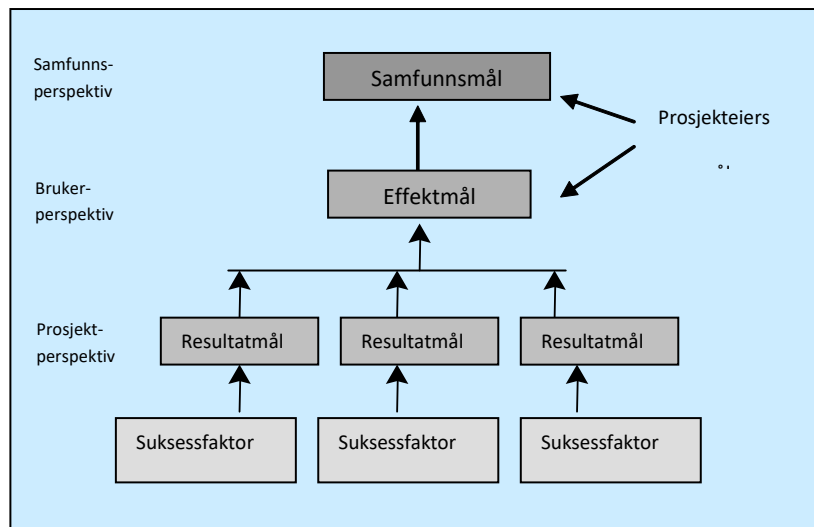 Samfunns-
perspektiv
Samfunnsmål
Prosjekteiers
Bruker-
perspektiv
Effektmål
Prosjekt-
perspektiv
Resultatmål
Resultatmål
Resultatmål
Suksessfaktor
Suksessfaktor
Suksessfaktor